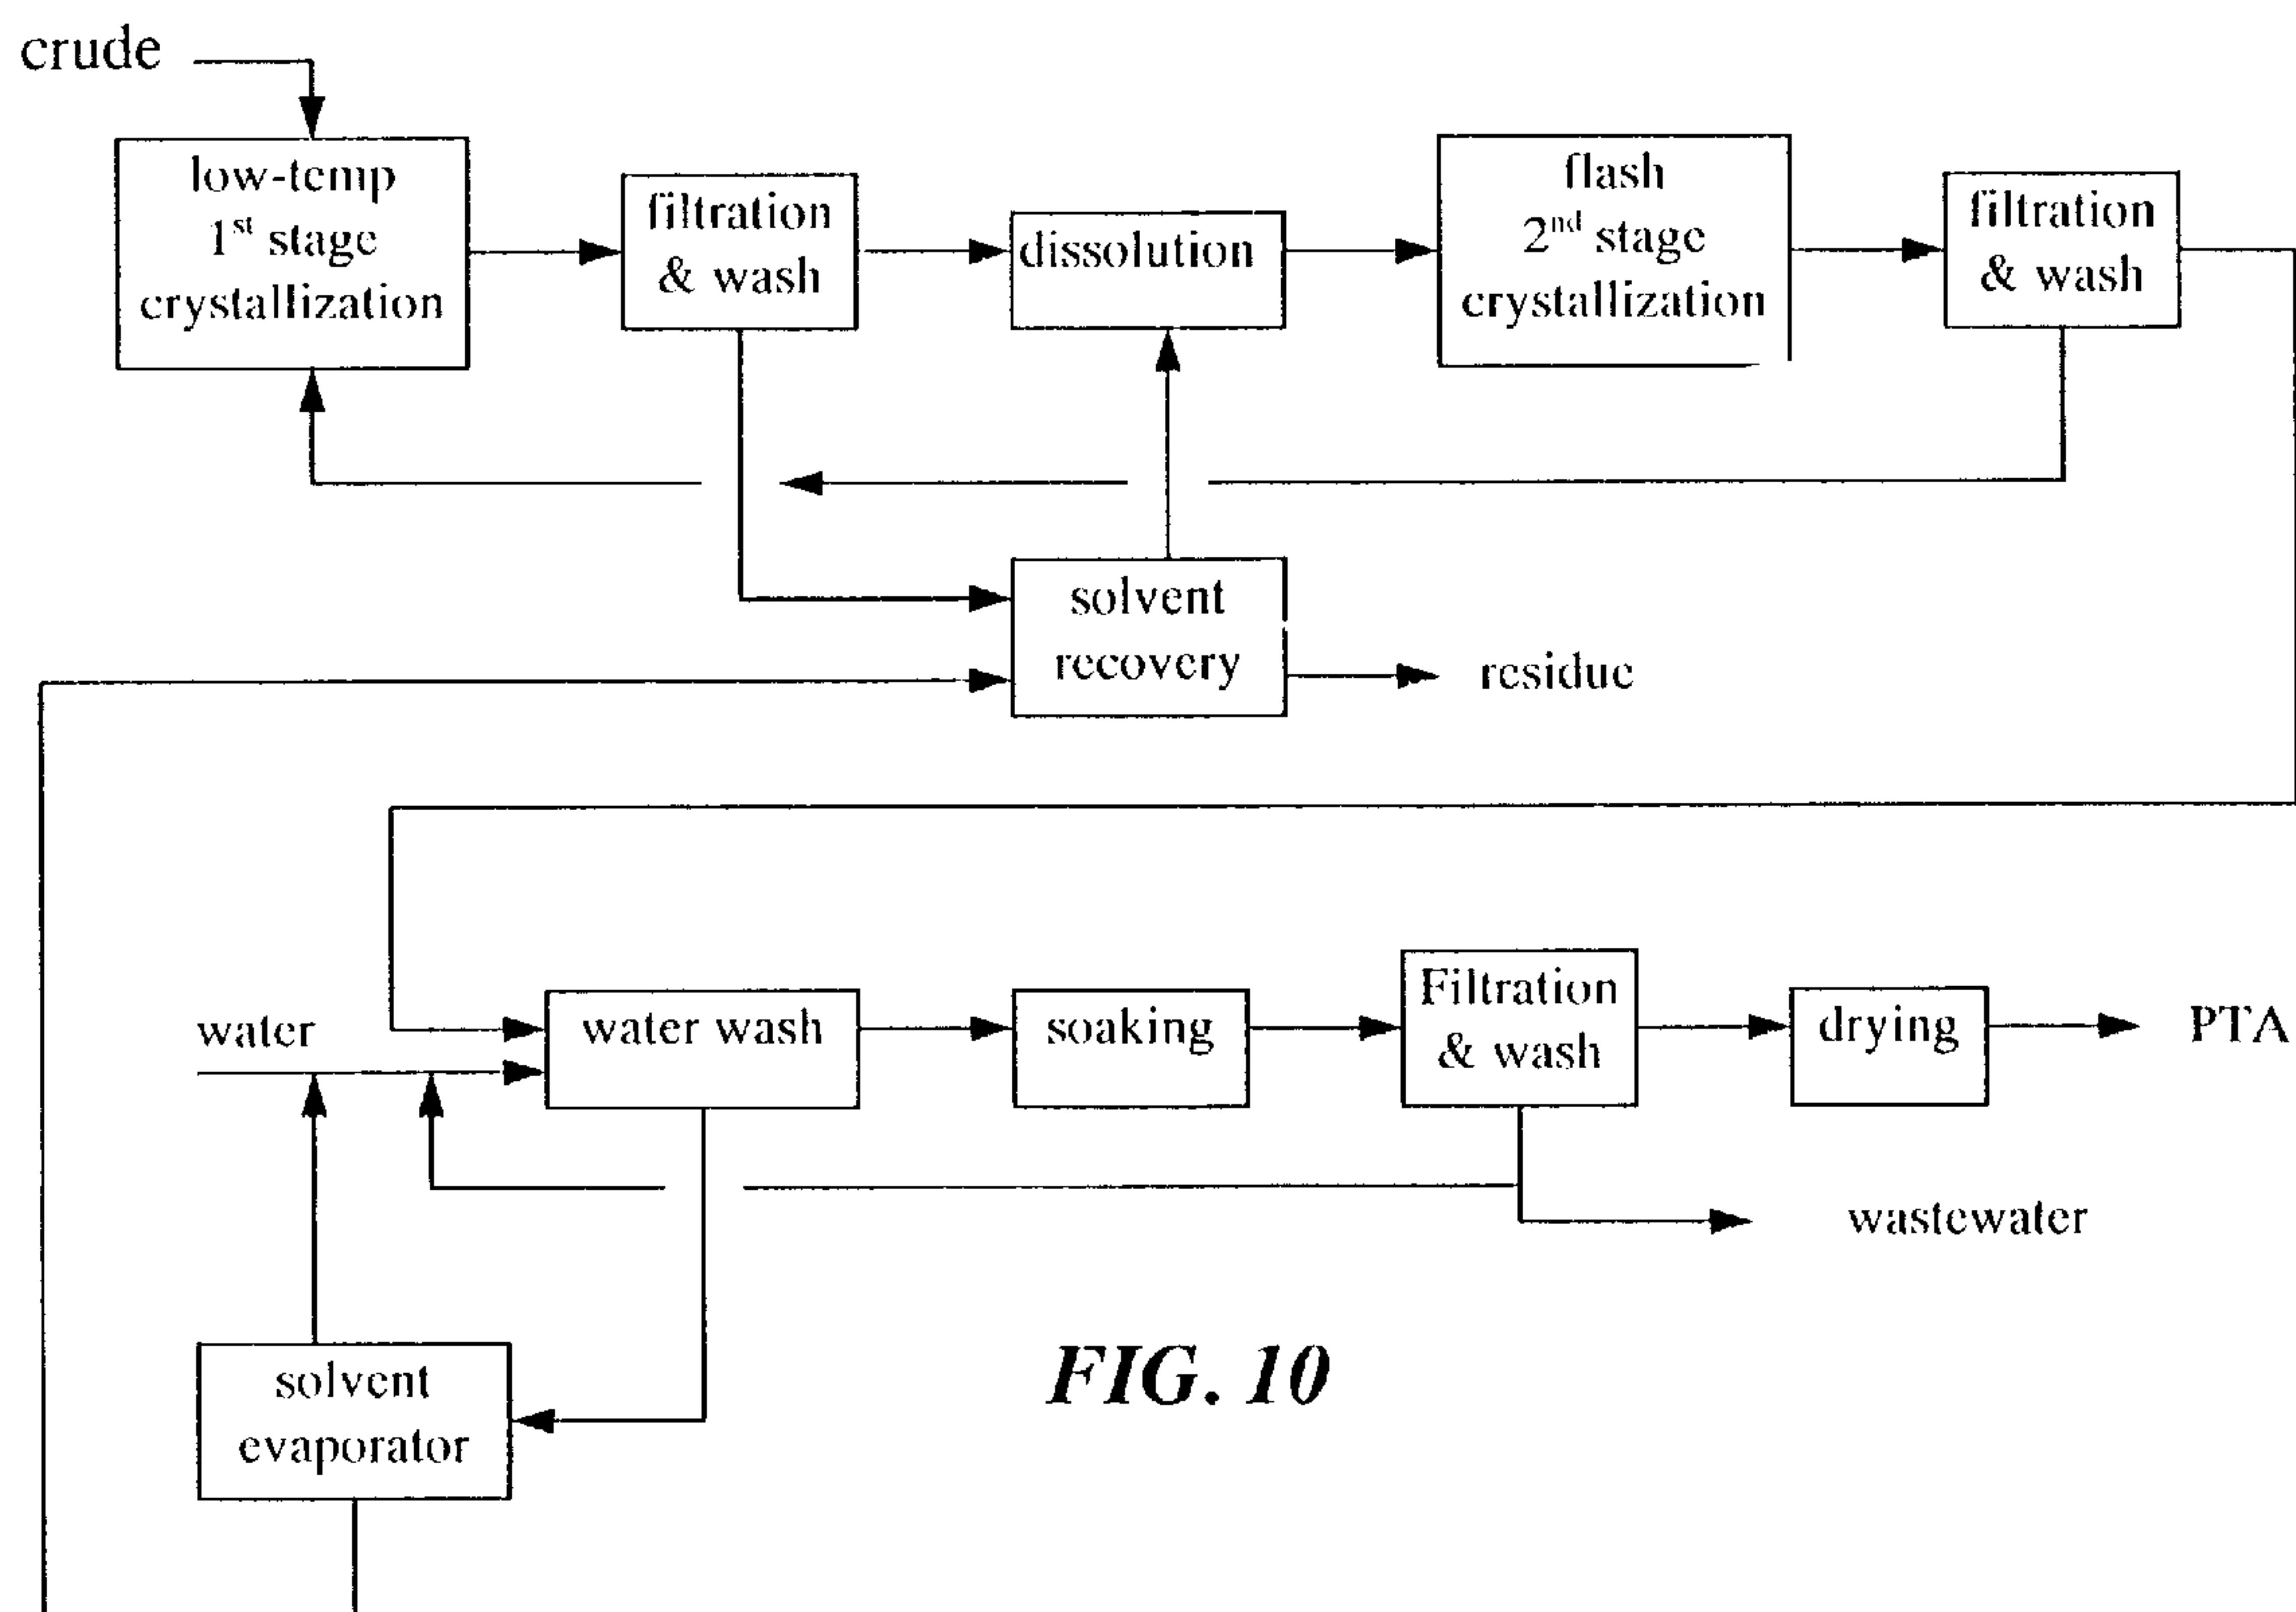 crude
low-temp
1st stage
crystallization
filtration
& wash
dissolution
flash
2nd stage
crystallization
filtration
& wash
solvent
recovery
residue
water
water wash
soaking
Filtration
& wash
drying
PTA
wastewater
solvent
evaporator
FIG. 10